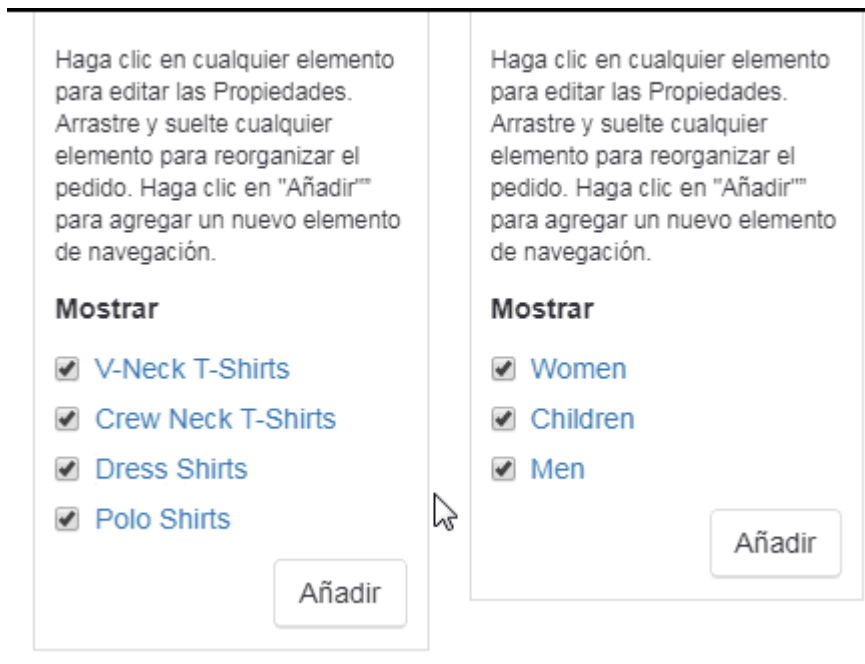 Haga clic en cualquier elemento
para editar las Propiedades.
Arrastre y suelte cualquier
elemento para reorganizar el
pedido. Haga clic en "Añadir""
para agregar un nuevo elemento
de navegación.
Mostrar
V-Neck T-Shirts
Crew Neck T-Shirts
Dress Shirts
Polo Shirts
Añadir
Haga clic en cualquier elemento
para editar las Propiedades.
Arrastre y suelte cualquier
elemento para reorganizar el
pedido. Haga clic en "Añadir""
para agregar un nuevo elemento
de navegación.
Mostrar
Women
Children
Men
Añadir